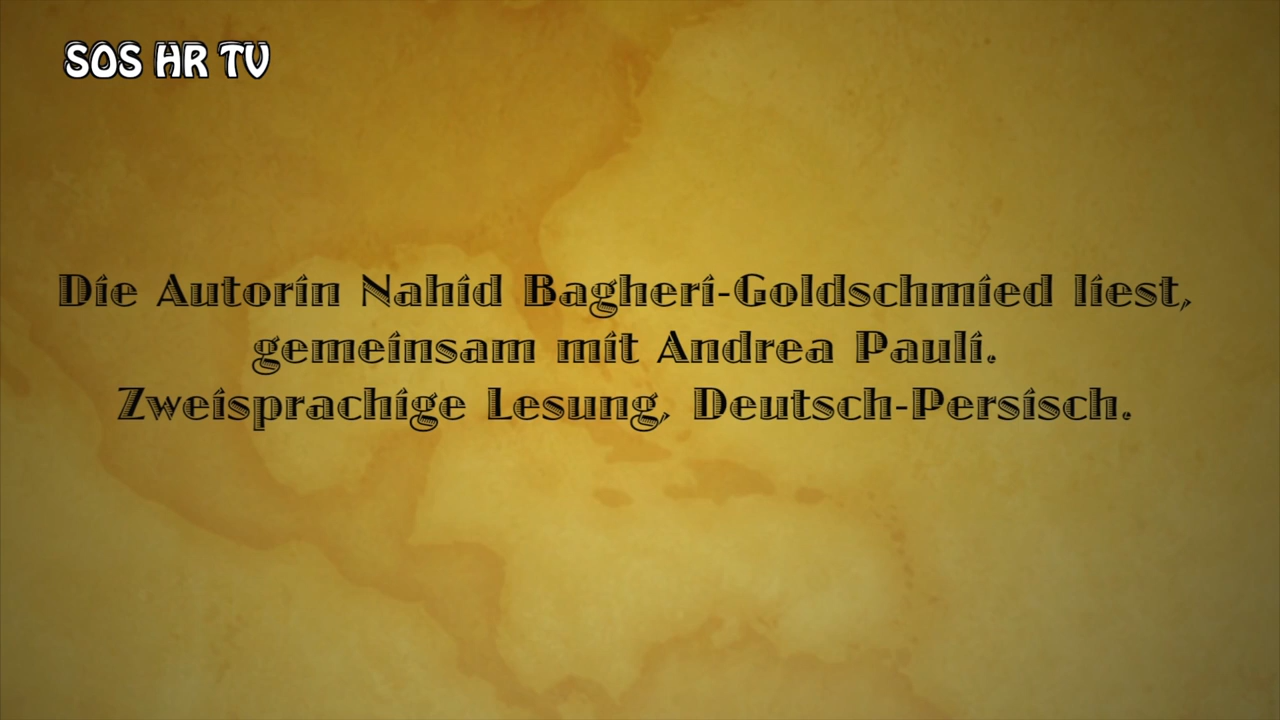 SOS HR TV
Die Autorin Nahid Bagheri-Goldschmied liest,
gemeinsam mit Andrea Pauli.
Zweisprachige Lesung, Deutsch-Persisch.